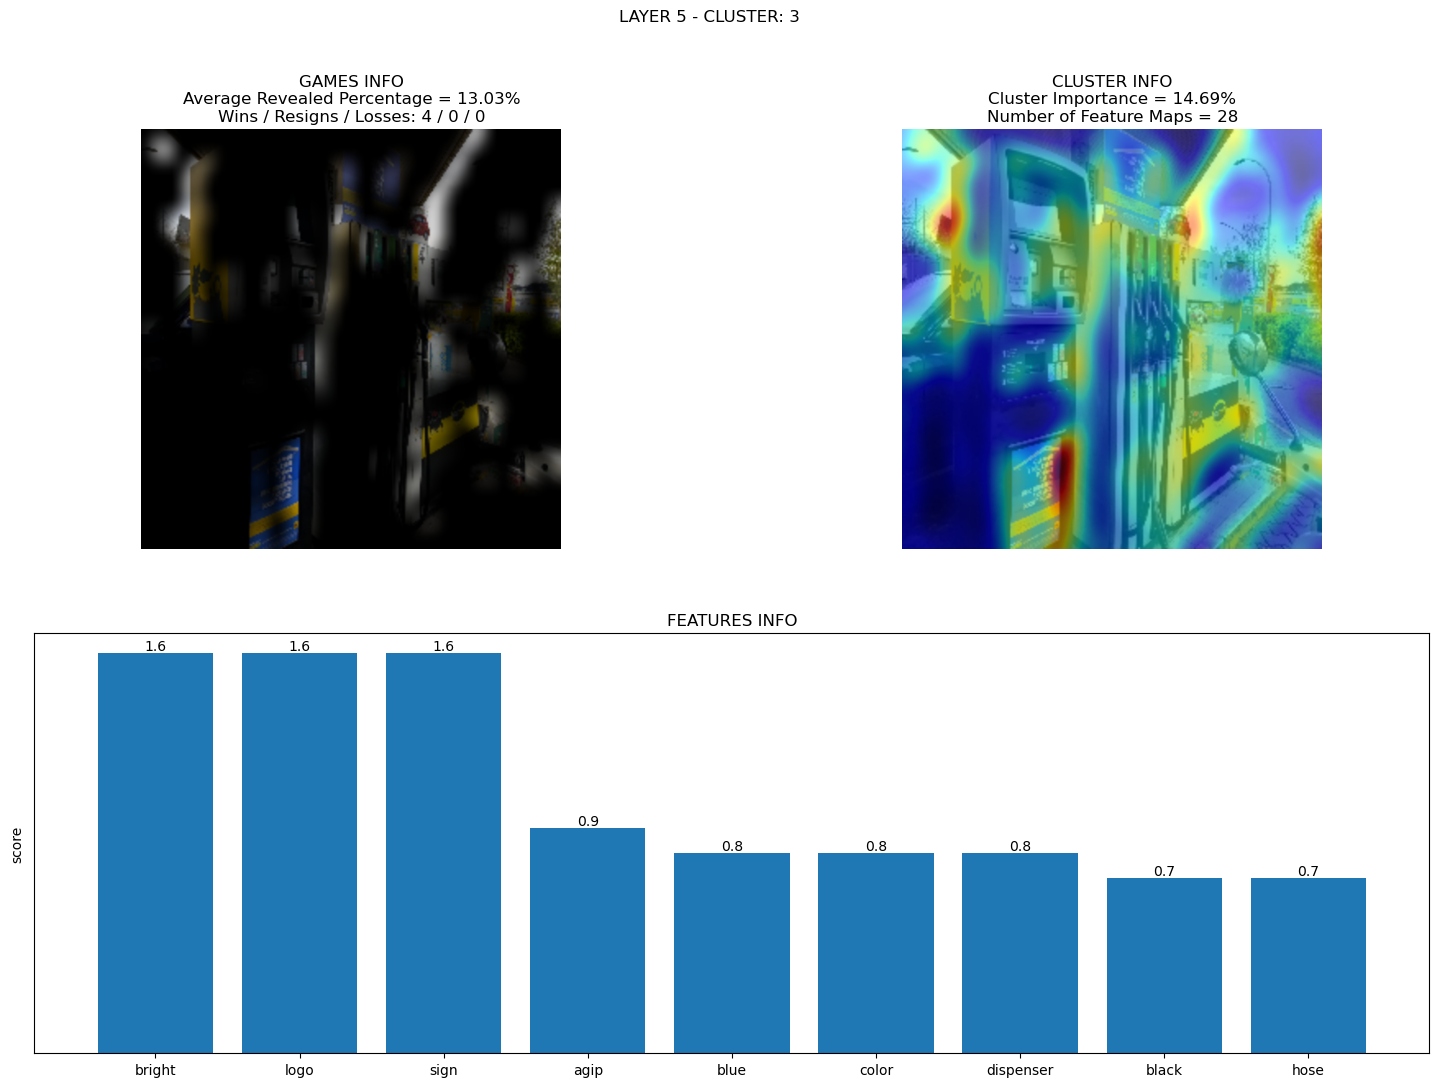 LAYER 5 - CLUSTER: 3
GAMES INFO
Average Revealed Percentage = 13.03%
Wins / Resigns / Losses: 4 / 0 / 0
CLUSTER INFO
Cluster Importance = 14.69%
Number of Feature Maps = 28
FEATURES INFO
score
1.6
1.6
1.6
0.9
0.8
0.8
0.8
0.7
0.7
bright
logo
sign
agip
blue
color
dispenser
black
hose